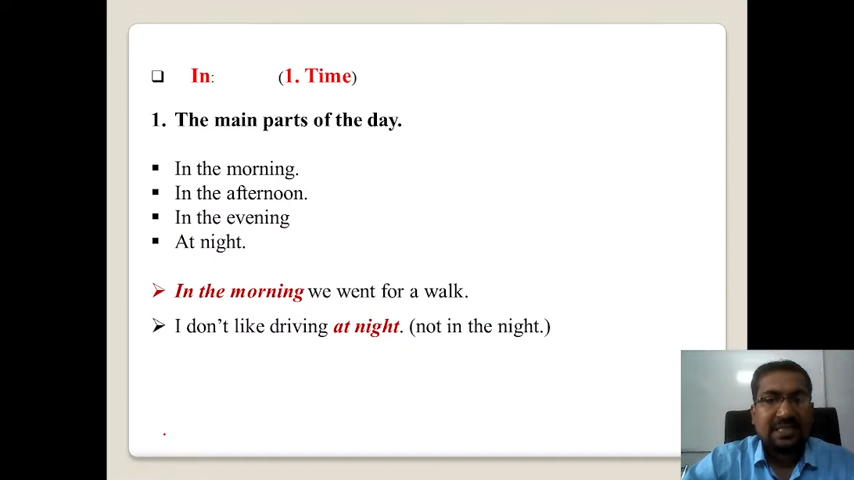 In: (1. Time)
1. The main parts of the day.
In the morning.
In the afternoon.
In the evening
At night.
In the morning we went for a walk.
I don't like driving at night. (not in the night.)